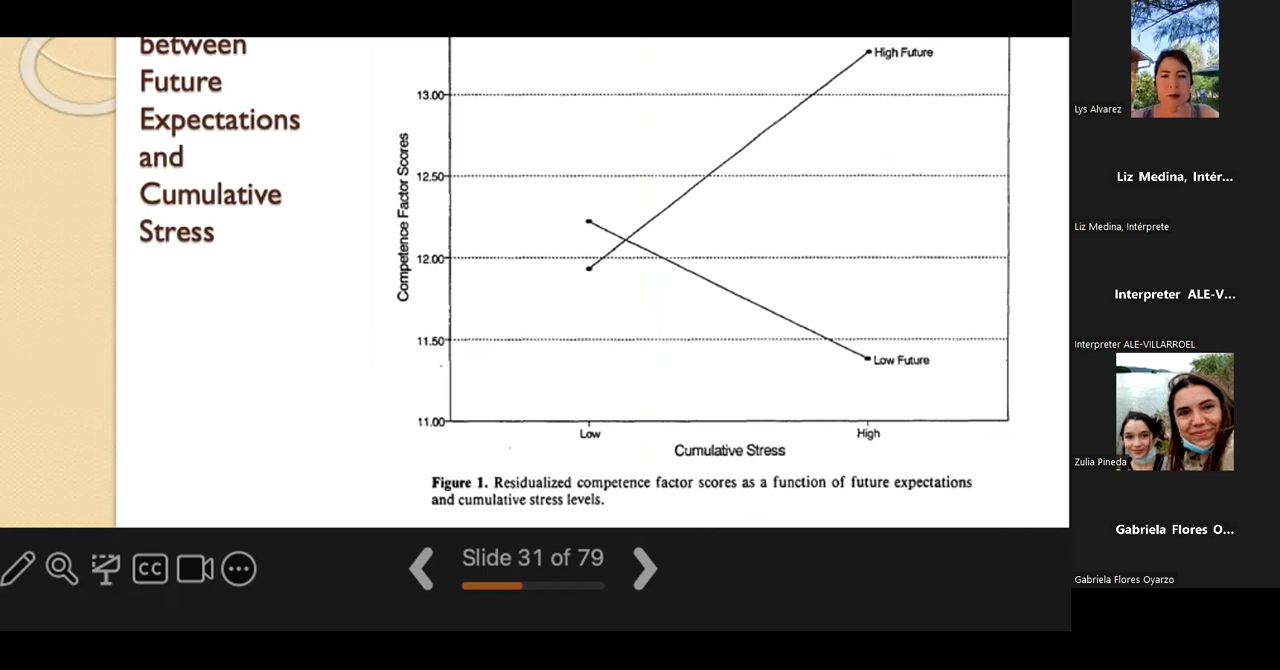 between
Future
Expectations
and
Cumulative
Stress
High Future
13.00
12.50
Competence Factor Scores
12.00
11.50
Low Future
11.00
Low
High
Cumulative Stress
Figure 1. Residualized competence factor scores as a function of future expectations
and cumulative stress levels.
CC
Slide 31 of 79
Lys Alvarez
Liz Medina, Intér...
Liz Medina, Intérprete
Interpreter ALE-V...
Interpreter ALE-VILLARROEL
Zulia Pineda
Gabriela Flores O...
Gabriela Flores Oyarzo